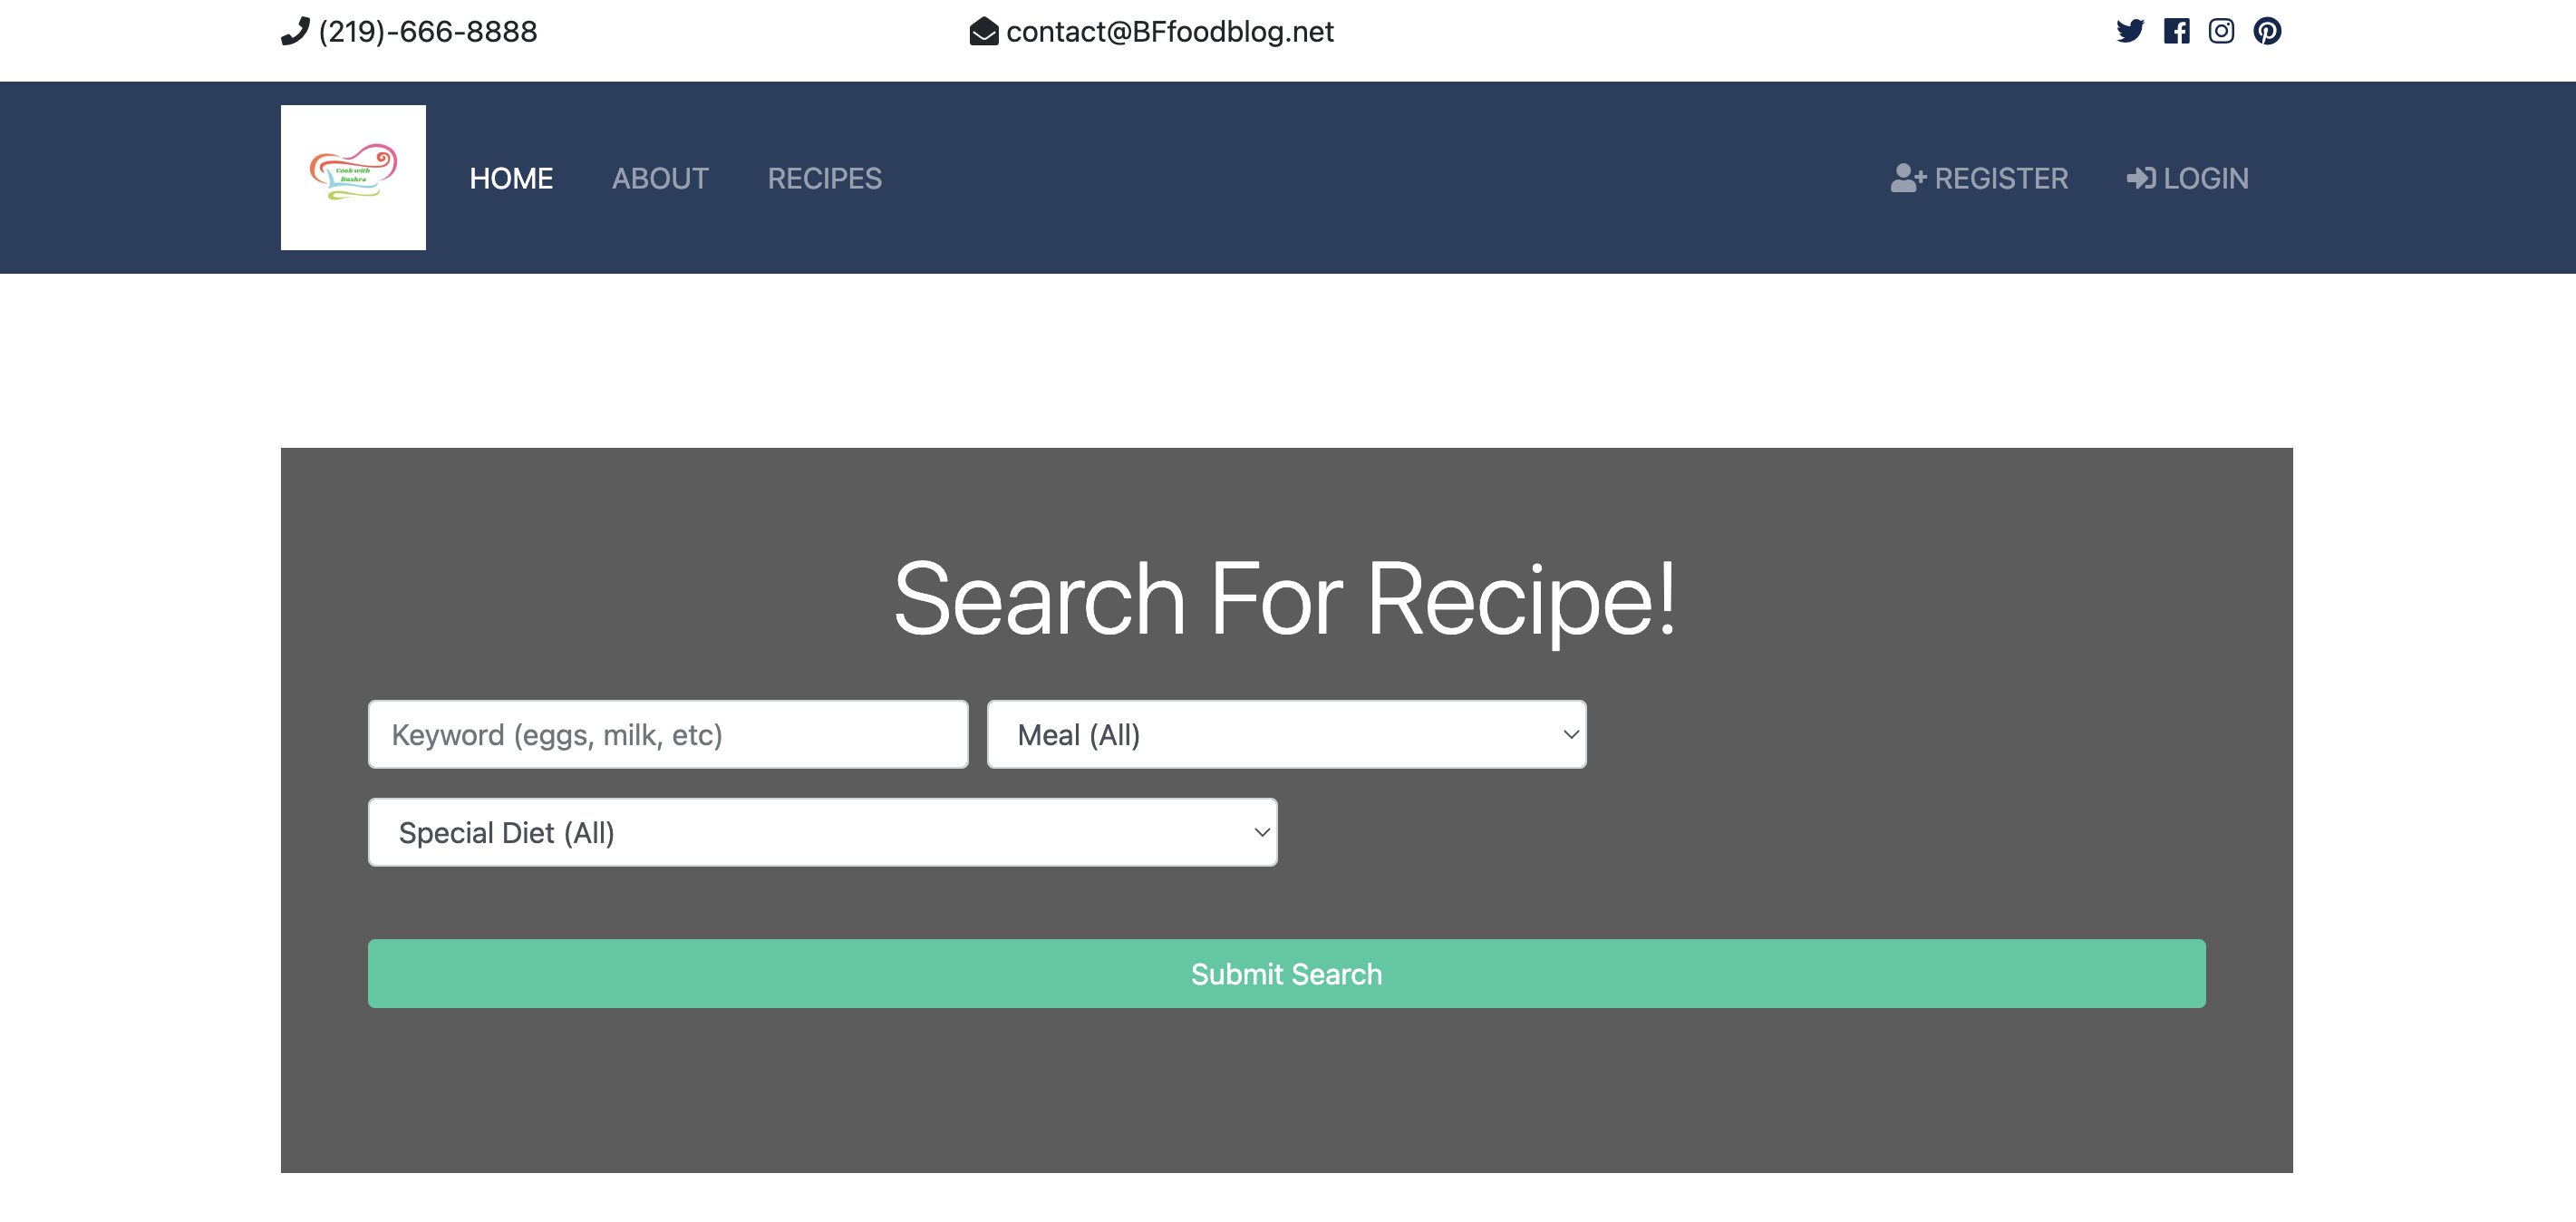 (219)-666-8888
contact@BFfoodblog.net
Cook with
Bushra
HOME
ABOUT
RECIPES
REGISTER
LOGIN
Search For Recipe!
Keyword (eggs, milk, etc)
Meal (All)
Special Diet (All)
Submit Search